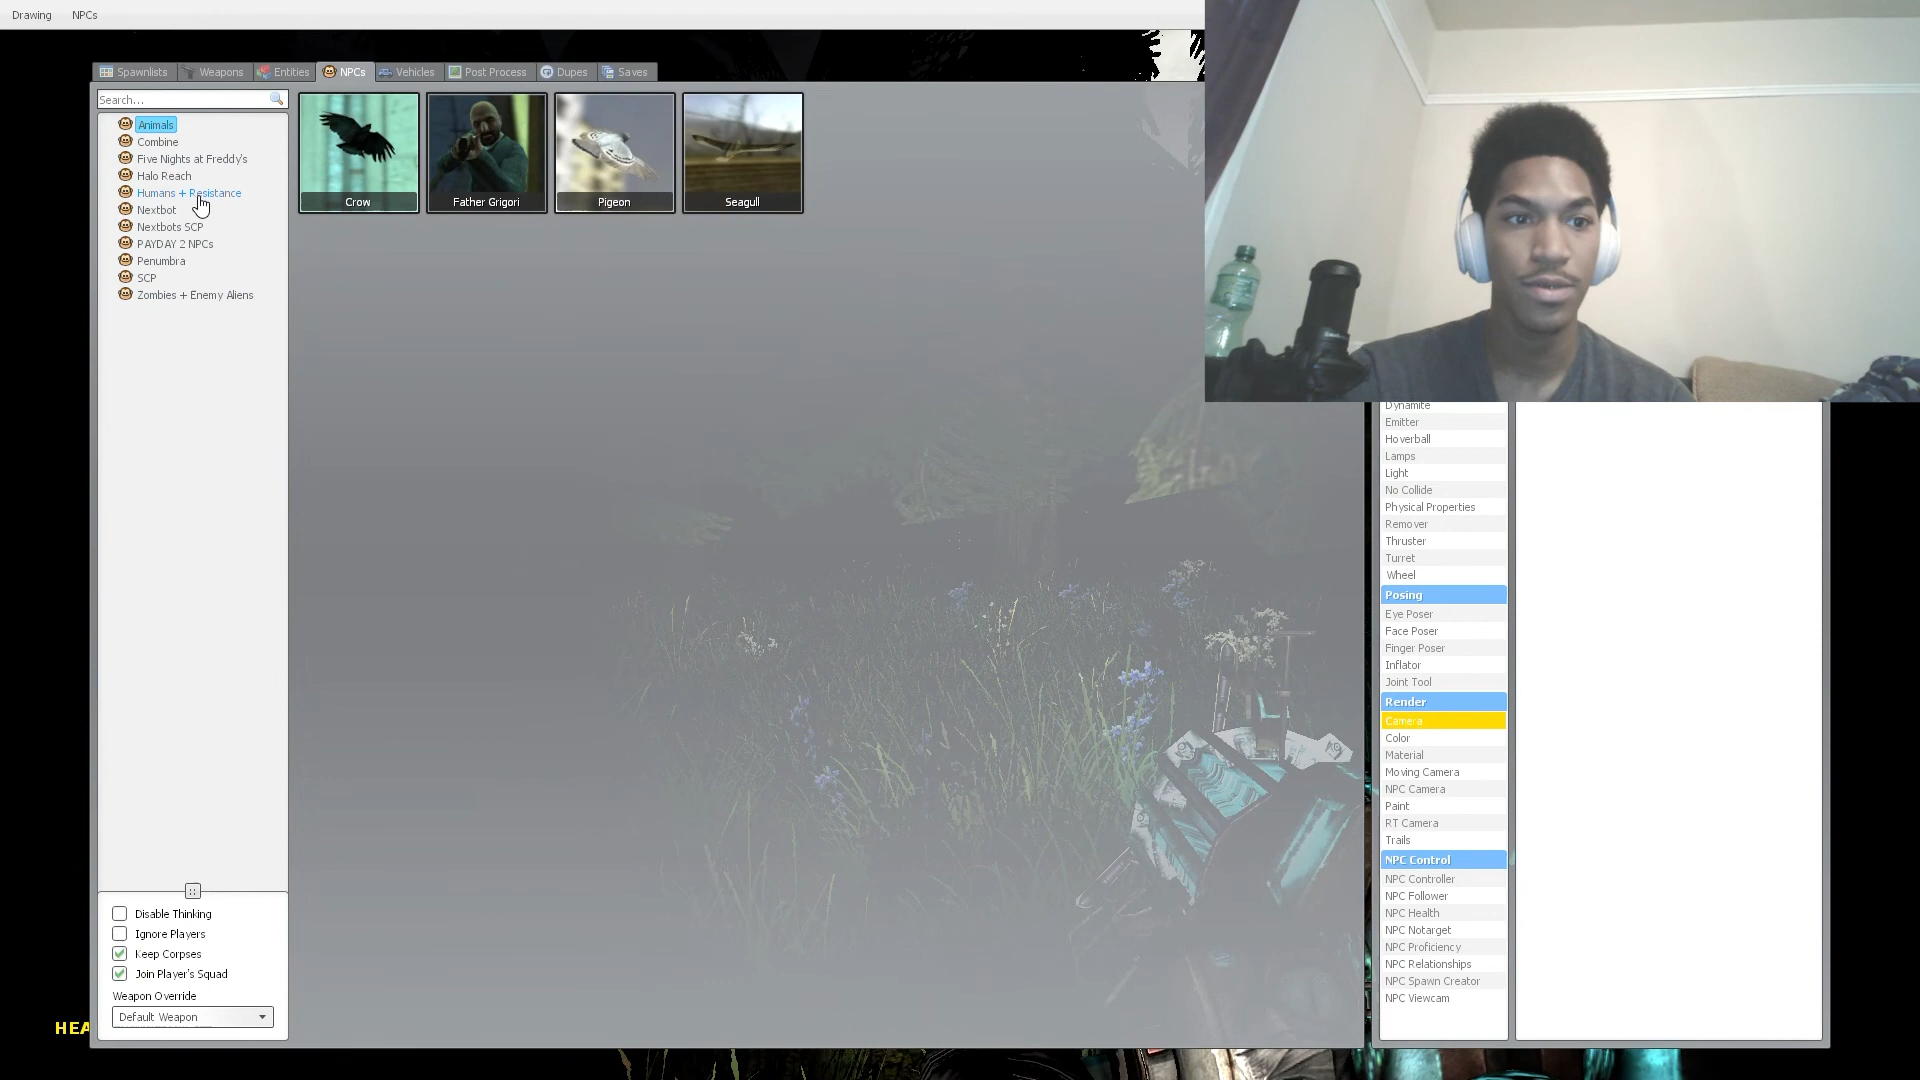 Drawing NPCs
Spawnlists Weapons Entities NPCs Vehicles Post Process Dupes Saves
Search...
Animals
Combine
Five Nights at Freddy's
Halo Reach
Humans + Resistance
Nextbot
Nextbots SCP
PAYDAY 2 NPCs
Penumbra
SCP
Zombies + Enemy Aliens
Crow Father Grigori Pigeon Seagull
Disable Thinking
Ignore Players
Keep Corpses
Join Player's Squad
Weapon Override
Default Weapon
HEA
Dynamite
Emitter
Hoverball
Lamps
Light
No Collide
Physical Properties
Remover
Thruster
Turret
Wheel
Posing
Eye Poser
Face Poser
Finger Poser
Inflator
Joint Tool
Render
Camera
Color
Material
Moving Camera
NPC Camera
Paint
RT Camera
Trails
NPC Control
NPC Controller
NPC Follower
NPC Health
NPC Notarget
NPC Proficiency
NPC Relationships
NPC Spawn Creator
NPC Viewcam